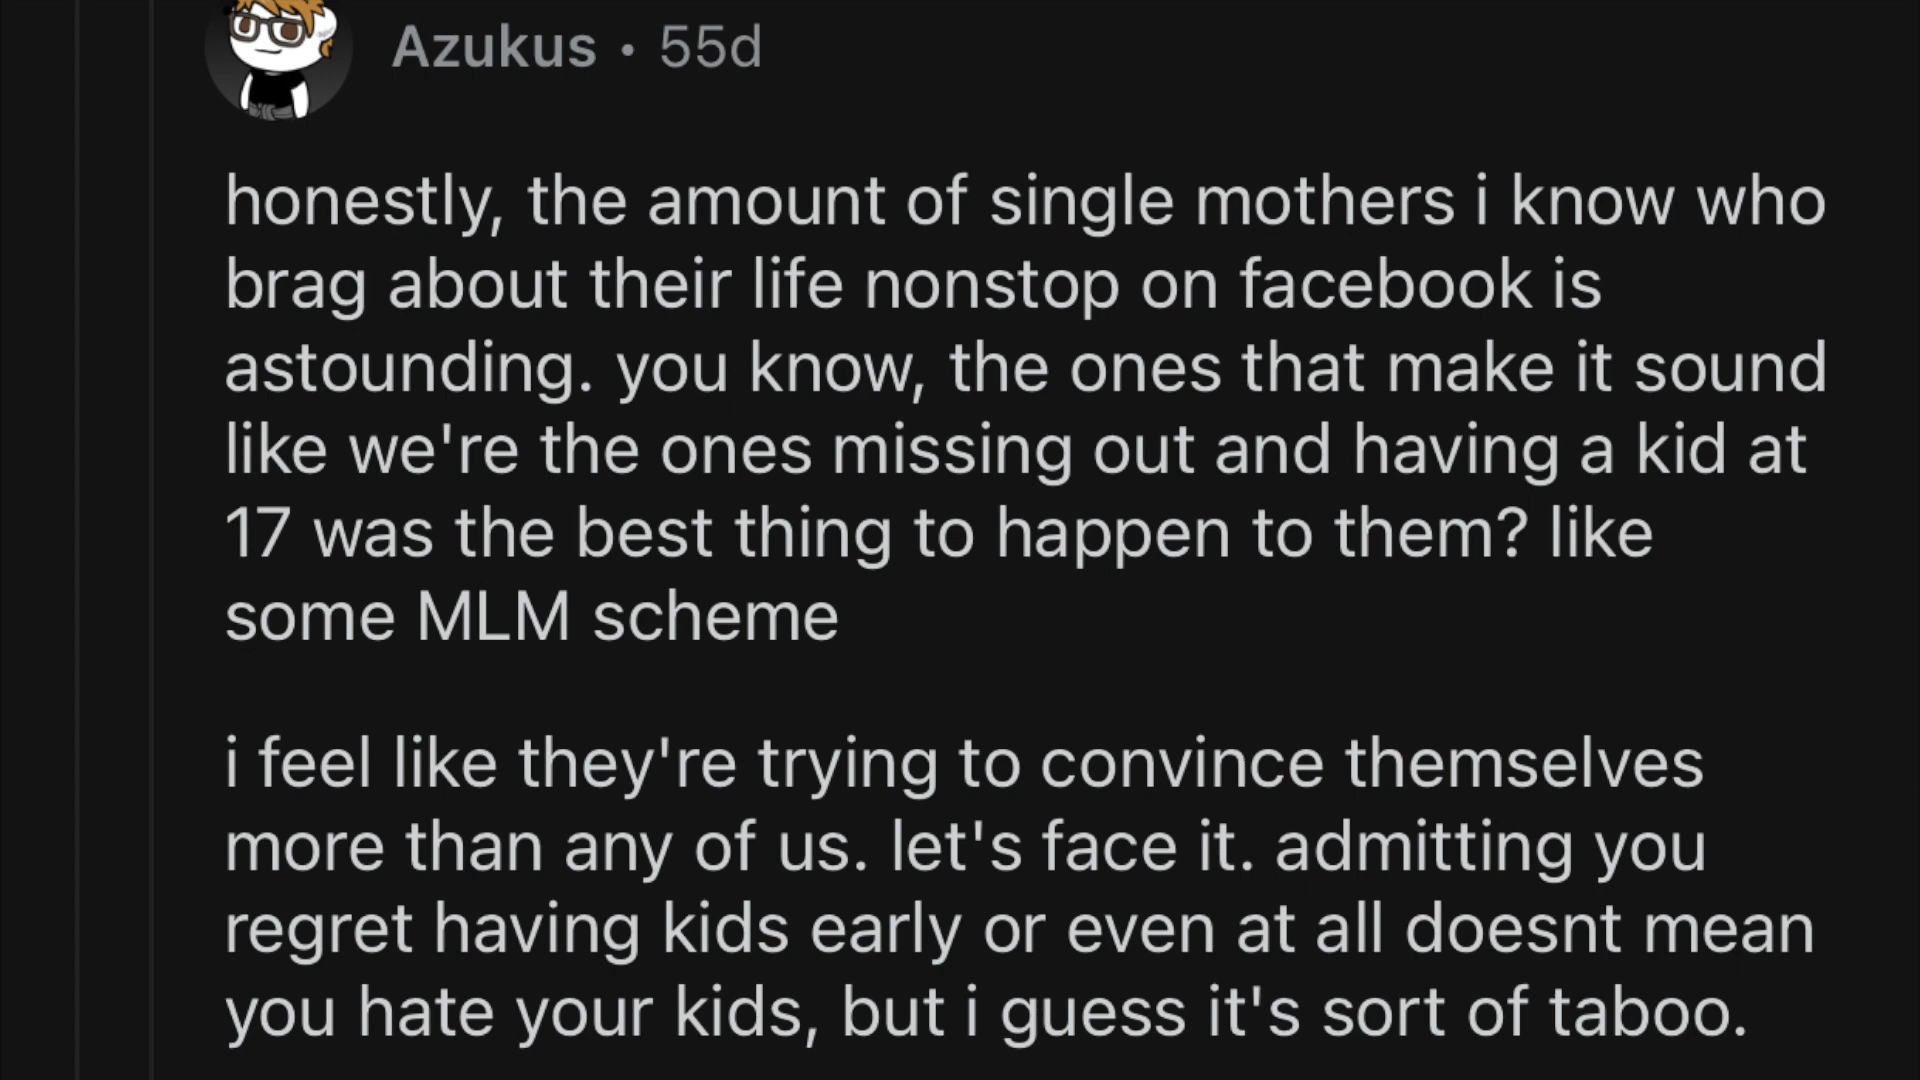 Azukus • 55d
honestly, the amount of single mothers i know who
brag about their life nonstop on facebook is
astounding. you know, the ones that make it sound
like we're the ones missing out and having a kid at
17 was the best thing to happen to them? like
some MLM scheme
i feel like they're trying to convince themselves
more than any of us. let's face it. admitting you
regret having kids early or even at all doesnt mean
you hate your kids, but i guess it's sort of taboo.